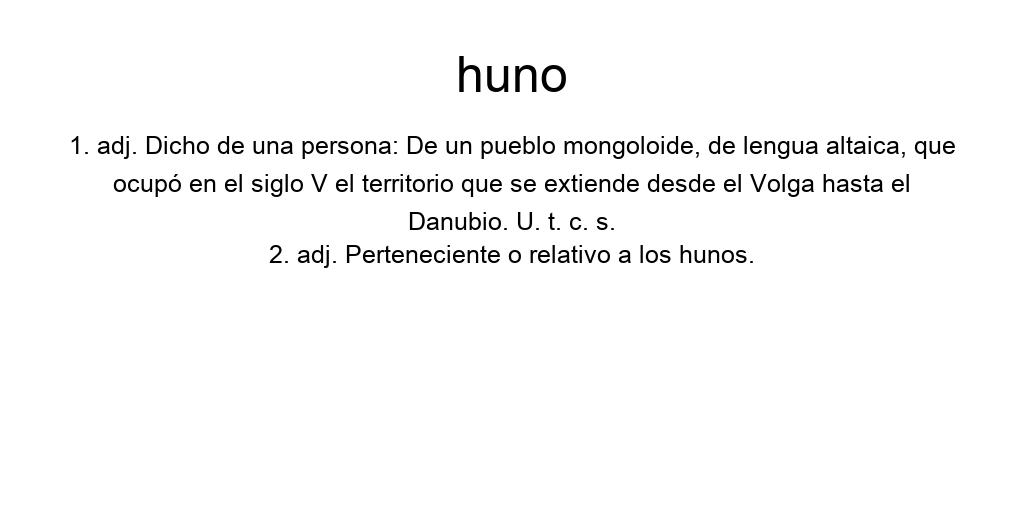 huno
1. adj. Dicho de una persona: De un pueblo mongoloide, de lengua altaica, que
ocupó en el siglo V el territorio que se extiende desde el Volga hasta el
Danubio. U. t. c. s.
2. adj. Perteneciente o relativo a los hunos.